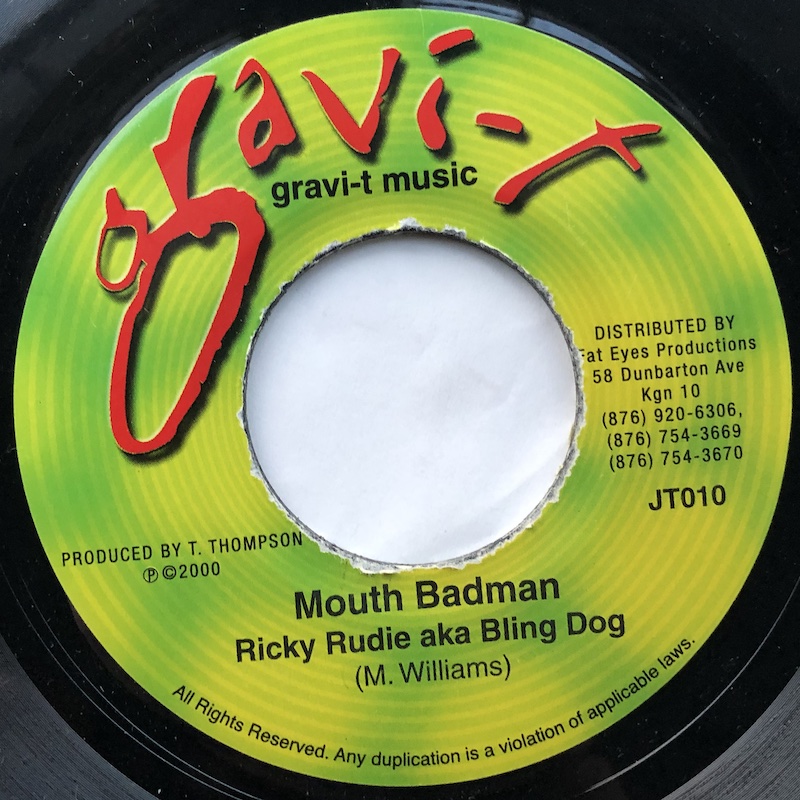 gravi-t
gravi-t music
DISTRIBUTED BY
Fat Eyes Productions
58 Dunbarton Ave
Kgn 10
(876) 920-6306,
(876) 754-3669
(876) 754-3670
JT010
PRODUCED BY T. THOMPSON
℗©2000
Mouth Badman
Ricky Rudie aka Bling Dog
(M. Williams)
All Rights Reserved. Any duplication is a violation of applicable laws.